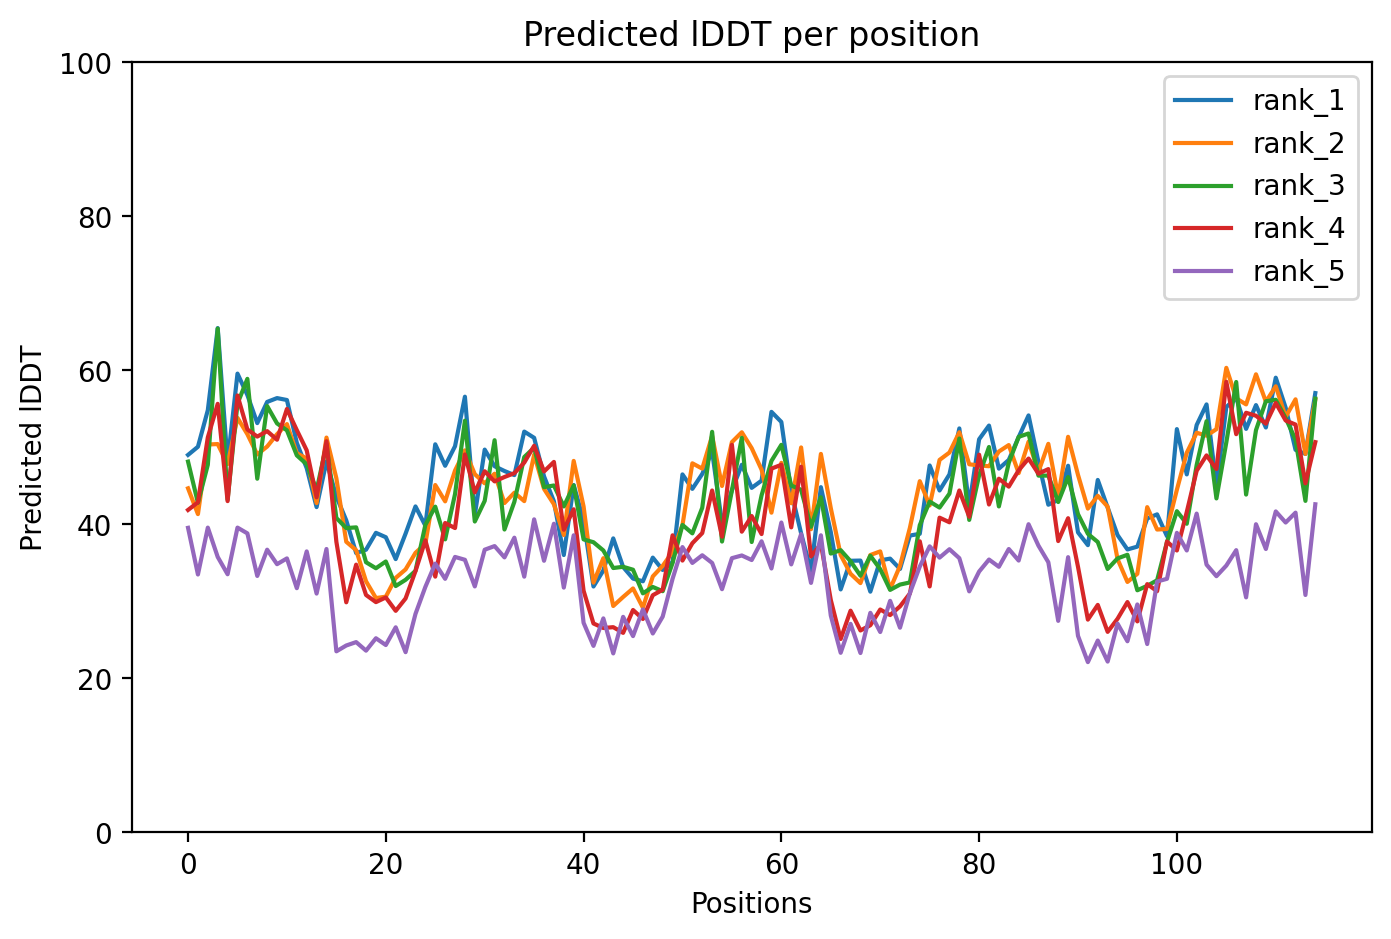 Predicted lDDT per position
Predicted lDDT
100
80
60
40
20
0
0 20 40 60 80 100
Positions
rank_1
rank_2
rank_3
rank_4
rank_5